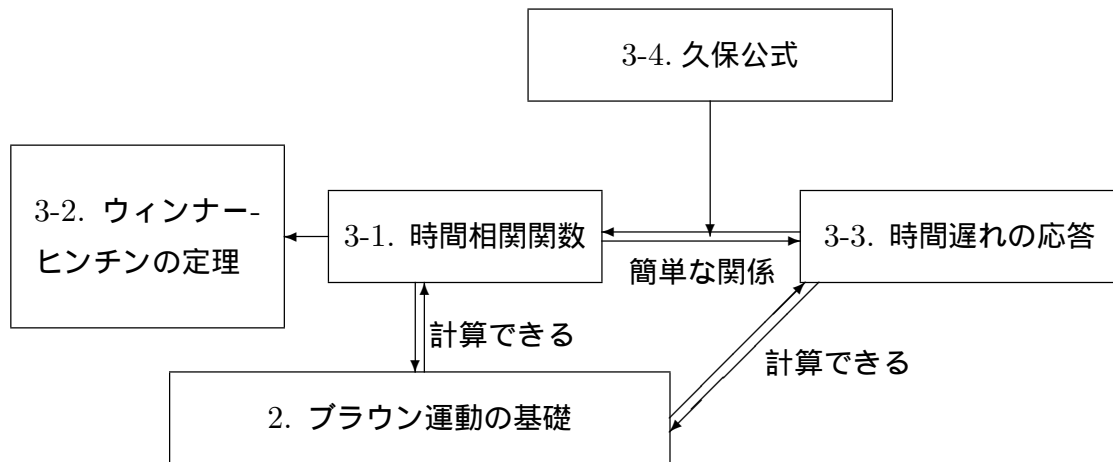 3-4. 久保公式
3-2. ウィンナー-
ヒンチンの定理
3-1. 時間相関関数
3-3. 時間遅れの応答
簡単な関係
計算できる
計算できる
2. ブラウン運動の基礎